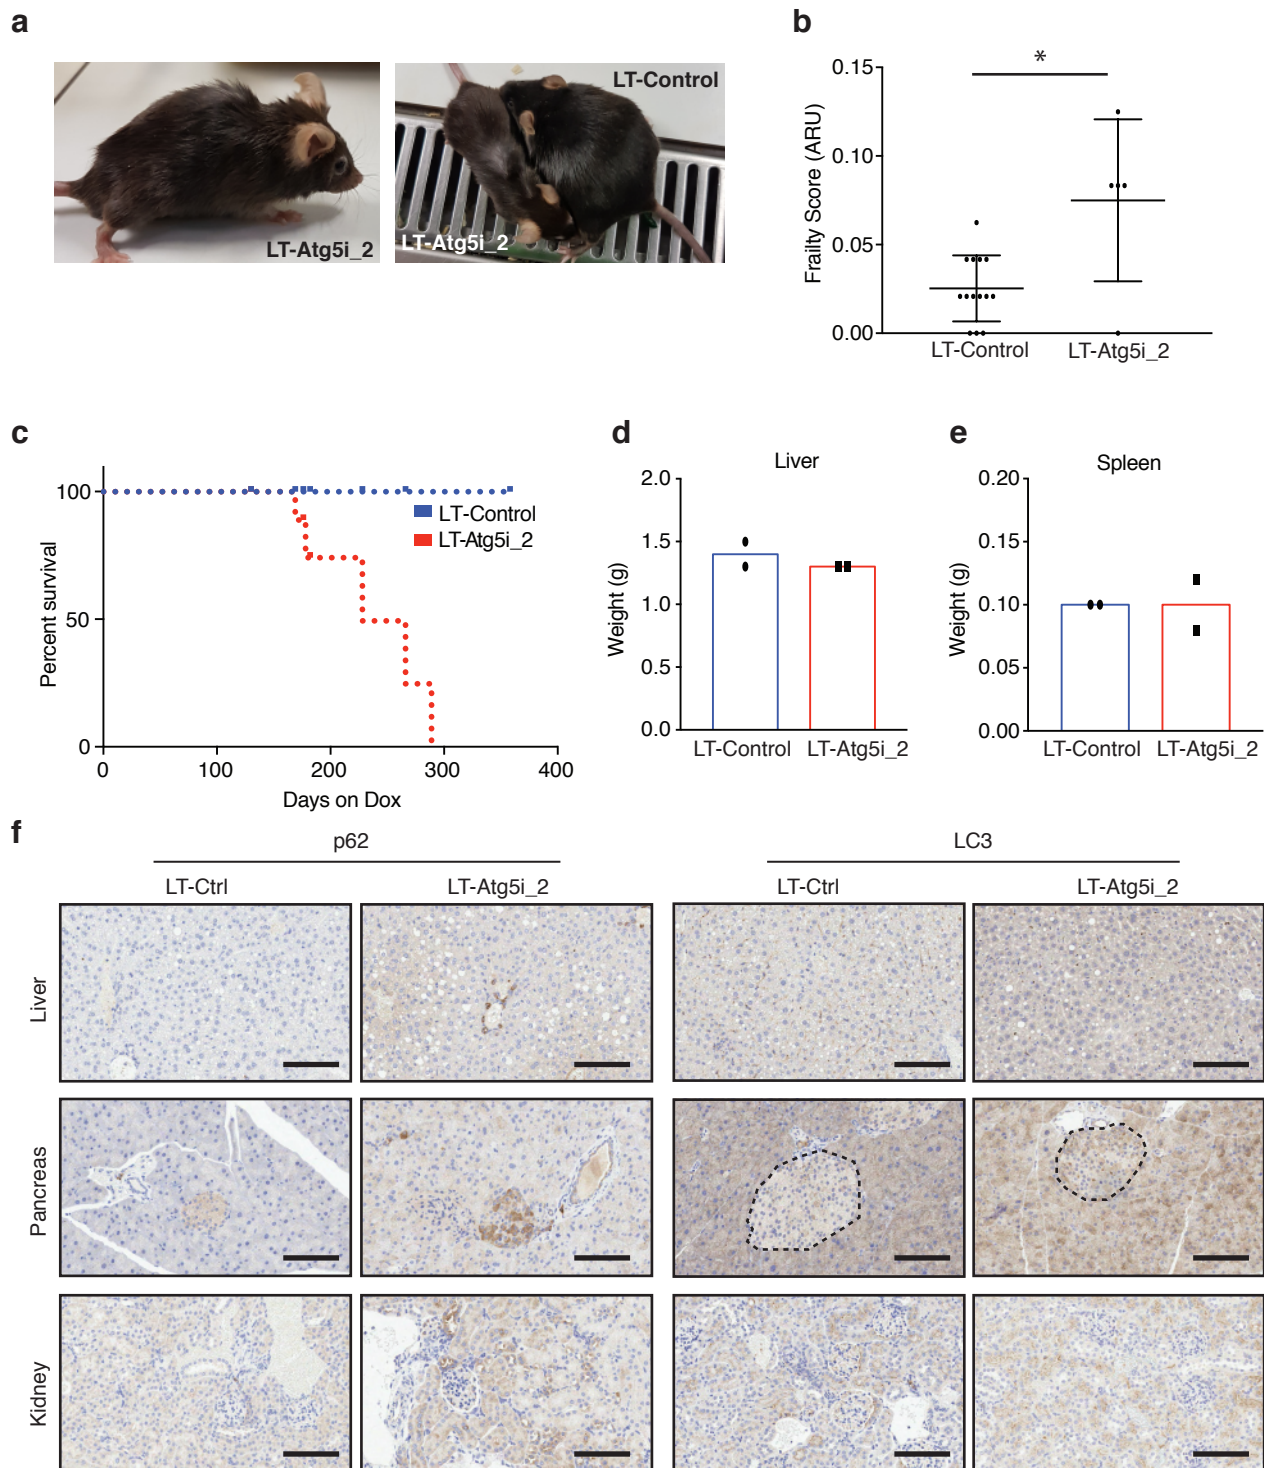 a
LT-Atg5i_2
LT-Control
LT-Atg5i_2
b
*
Frailty Score (ARU)
0.15
0.10
0.05
0.00
LT-Control
LT-Atg5i_2
c
Percent survival
100
50
0
0 100 200 300 400
Days on Dox
LT-Control
LT-Atg5i_2
d
Liver
Weight (g)
2.0
1.5
1.0
0.5
0.0
LT-Control LT-Atg5i_2
e
Spleen
Weight (g)
0.20
0.15
0.10
0.05
0.00
LT-Control LT-Atg5i_2
f
p62 LC3
LT-Ctrl LT-Atg5i_2 LT-Ctrl LT-Atg5i_2
Liver
Pancreas
Kidney